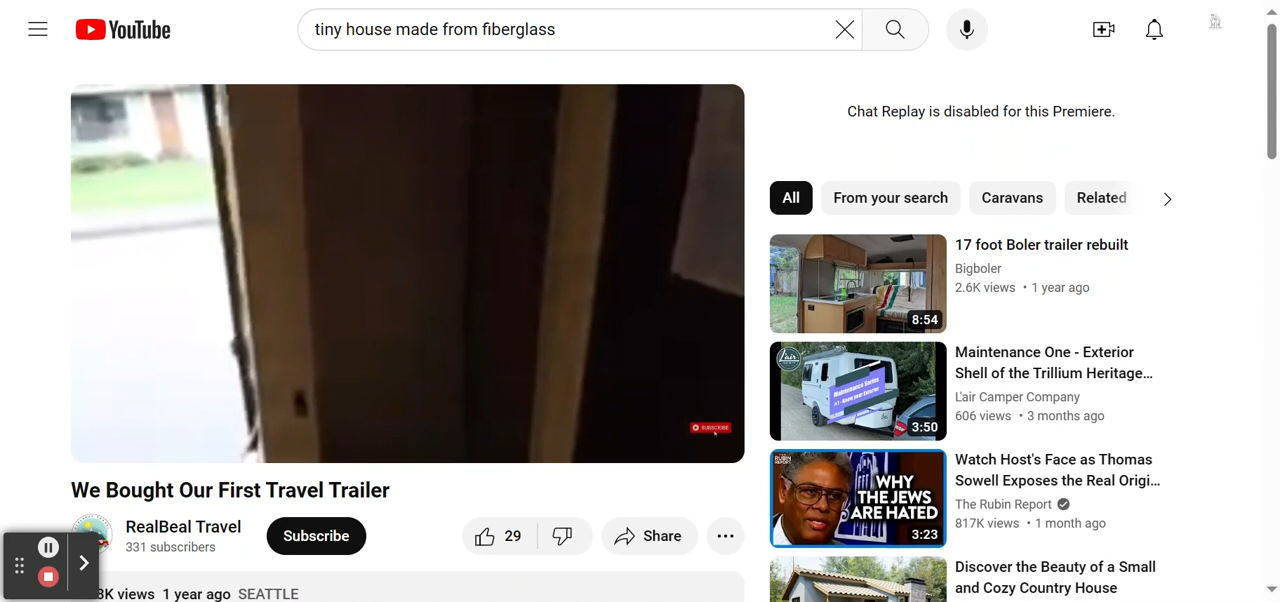 YouTube
tiny house made from fiberglass
Chat Replay is disabled for this Premiere.
All
From your search
Caravans
Related
17 foot Boler trailer rebuilt
Bigboler
2.6K views • 1 year ago
8:54
Maintenance One - Exterior
Shell of the Trillium Heritage...
L'air Camper Company
606 views • 3 months ago
3:50
SUBSCRIBE
Watch Host's Face as Thomas
Sowell Exposes the Real Origi...
The Rubin Report
817K views • 1 month ago
RUBIN
REPORT
WHY
THE JEWS
ARE HATED
3:23
We Bought Our First Travel Trailer
RealBeal Travel
331 subscribers
Subscribe
29
Share
Discover the Beauty of a Small
and Cozy Country House
K views 1 year ago SEATTLE